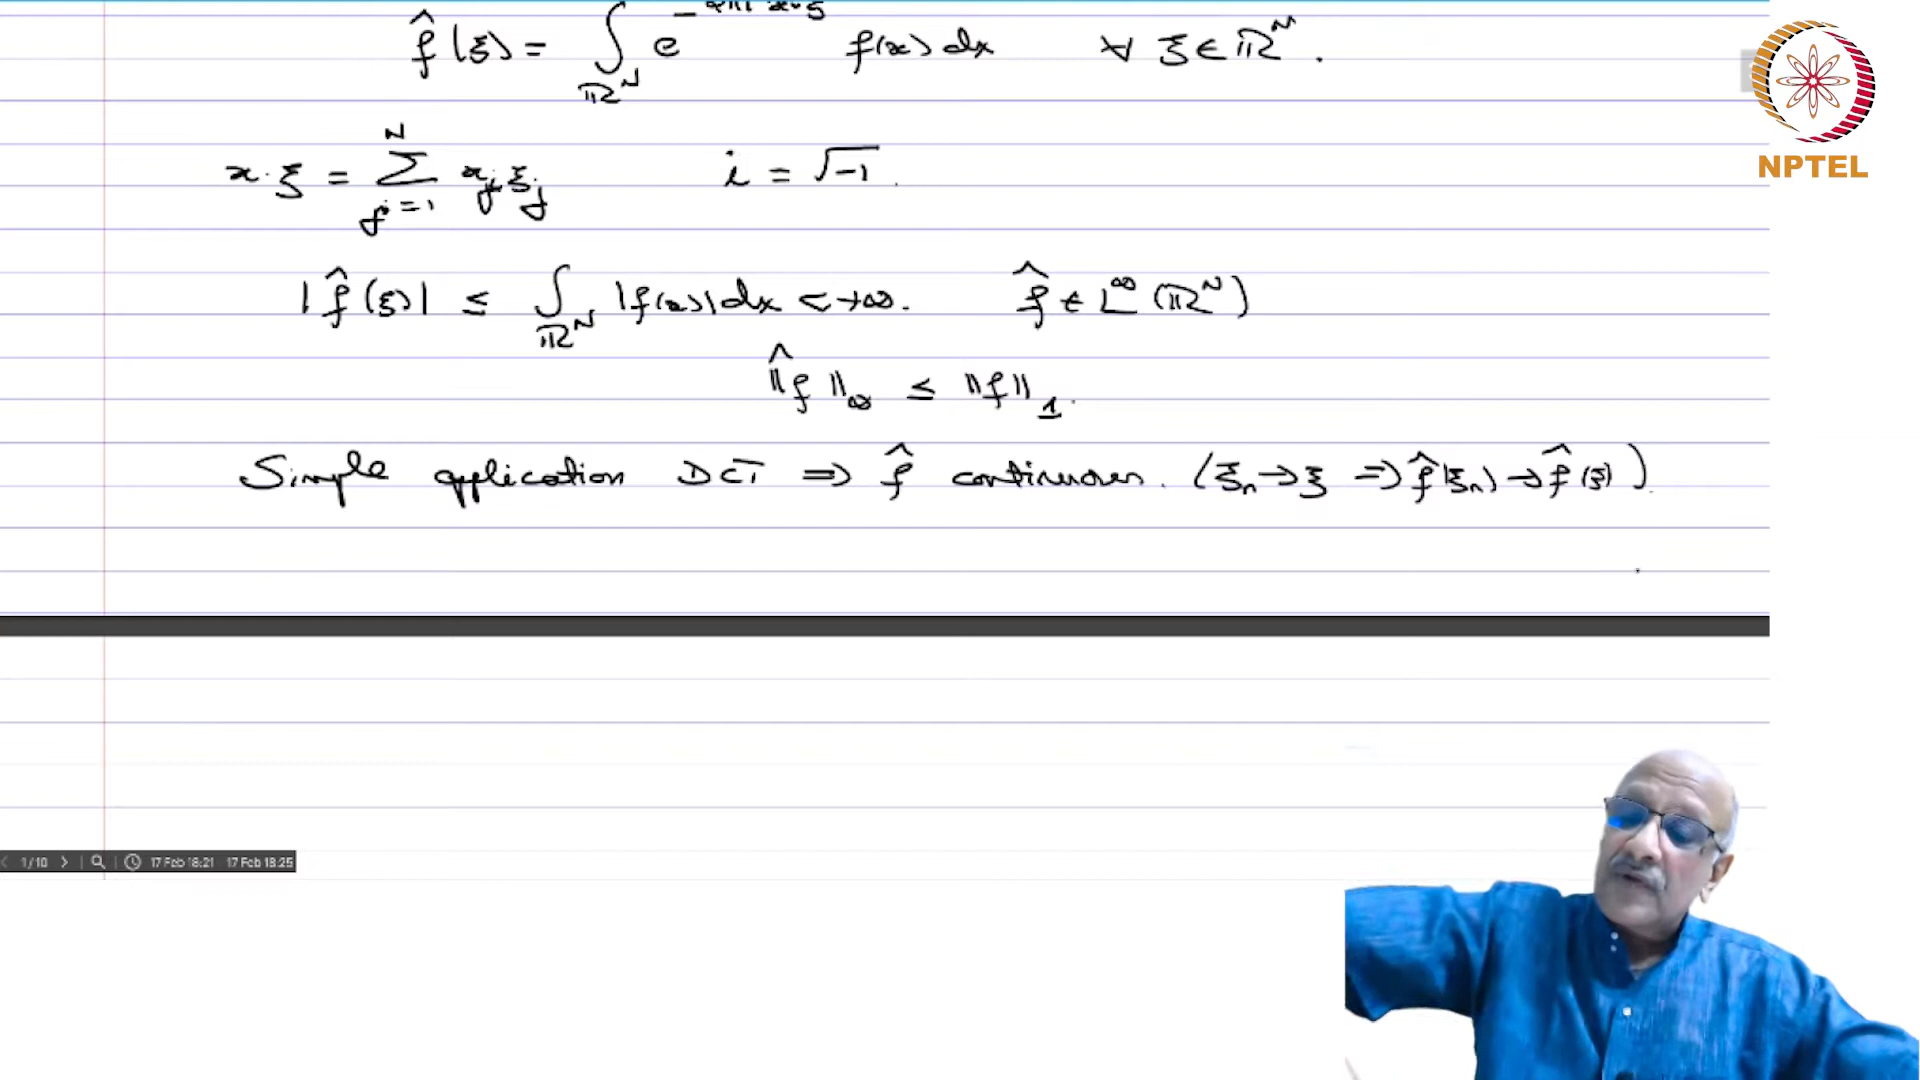 f̂(ξ) = ∫_{ℝ^N} e^{-2πi x·ξ} f(x) dx ∀ ξ ∈ ℝ^N.
NPTEL
x·ξ = Σ_{j=1}^{N} x_j ξ_j i = √-1.
|f̂(ξ)| ≤ ∫_{ℝ^N} |f(x)| dx < +∞. f̂ ∈ L^∞(ℝ^N)
‖f̂‖_∞ ≤ ‖f‖_1.
Simple application DCT ⇒ f̂ continuous. (ξ_n → ξ ⇒ f̂(ξ_n) → f̂(ξ)).
1/10 17 Feb 18:21 17 Feb 18:25